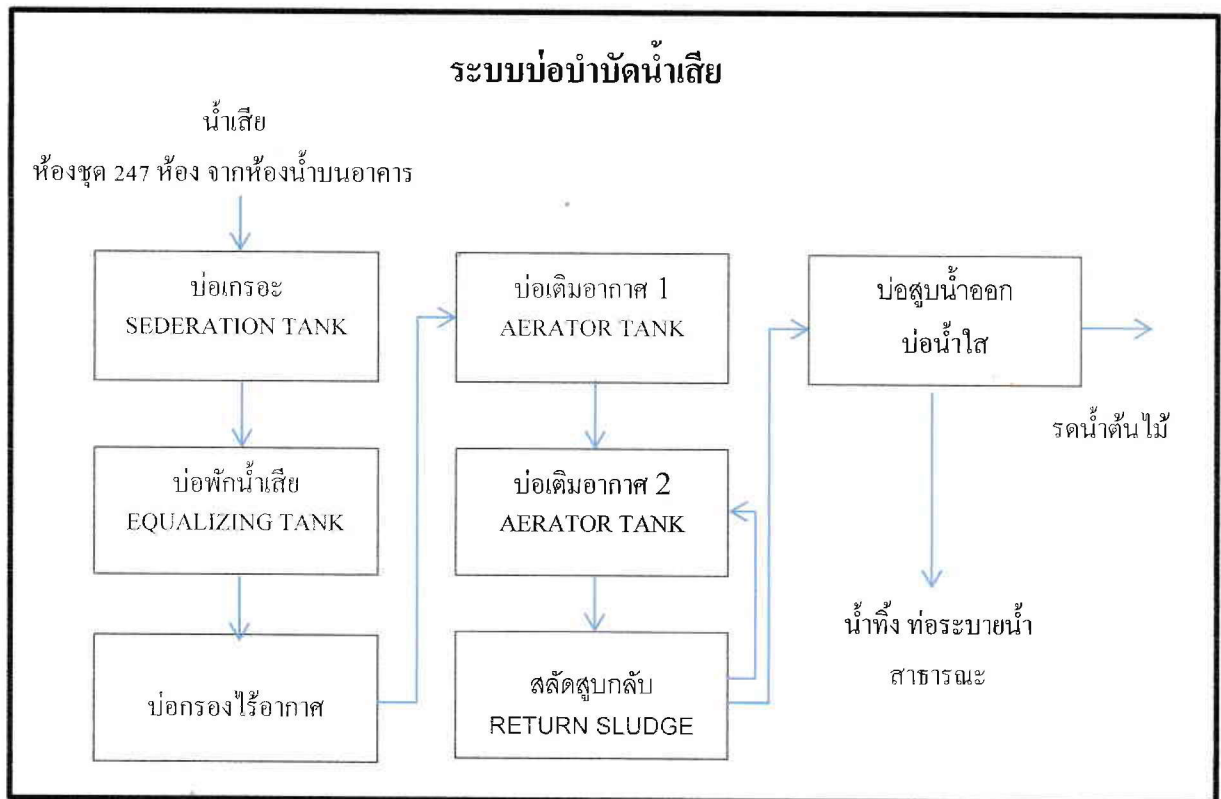 ระบบบ่อบำบัดน้ำเสีย
น้ำเสีย
ห้องชุด 247 ห้อง จากห้องน้ำบนอาคาร
บ่อเกรอะ
SEDERATION TANK
บ่อพักน้ำเสีย
EQUALIZING TANK
บ่อกรองไร้อากาศ
บ่อเติมอากาศ 1
AERATOR TANK
บ่อเติมอากาศ 2
AERATOR TANK
สลัดสูบกลับ
RETURN SLUDGE
บ่อสูบน้ำออก
บ่อน้ำใส
รดน้ำต้นไม้
น้ำทิ้ง ท่อระบายน้ำ
สาธารณะ